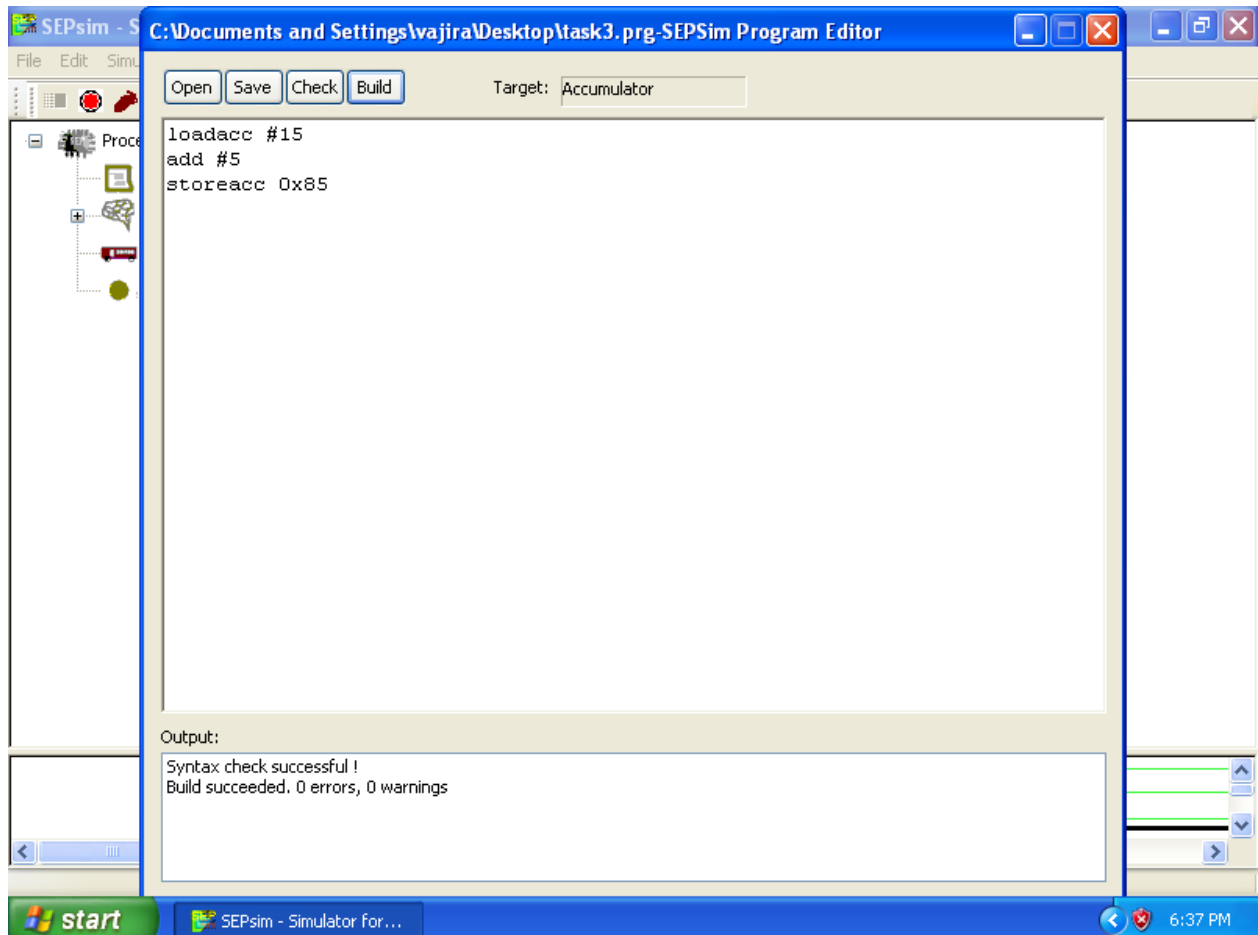 SEPsim - S
C:\Documents and Settings\vajira\Desktop\task3.prg-SEPSim Program Editor
File Edit Simu
Open Save Check Build Target: Accumulator
Proce
loadacc #15
add #5
storeacc 0x85
Output:
Syntax check successful !
Build succeeded. 0 errors, 0 warnings
start SEPsim - Simulator for... 6:37 PM